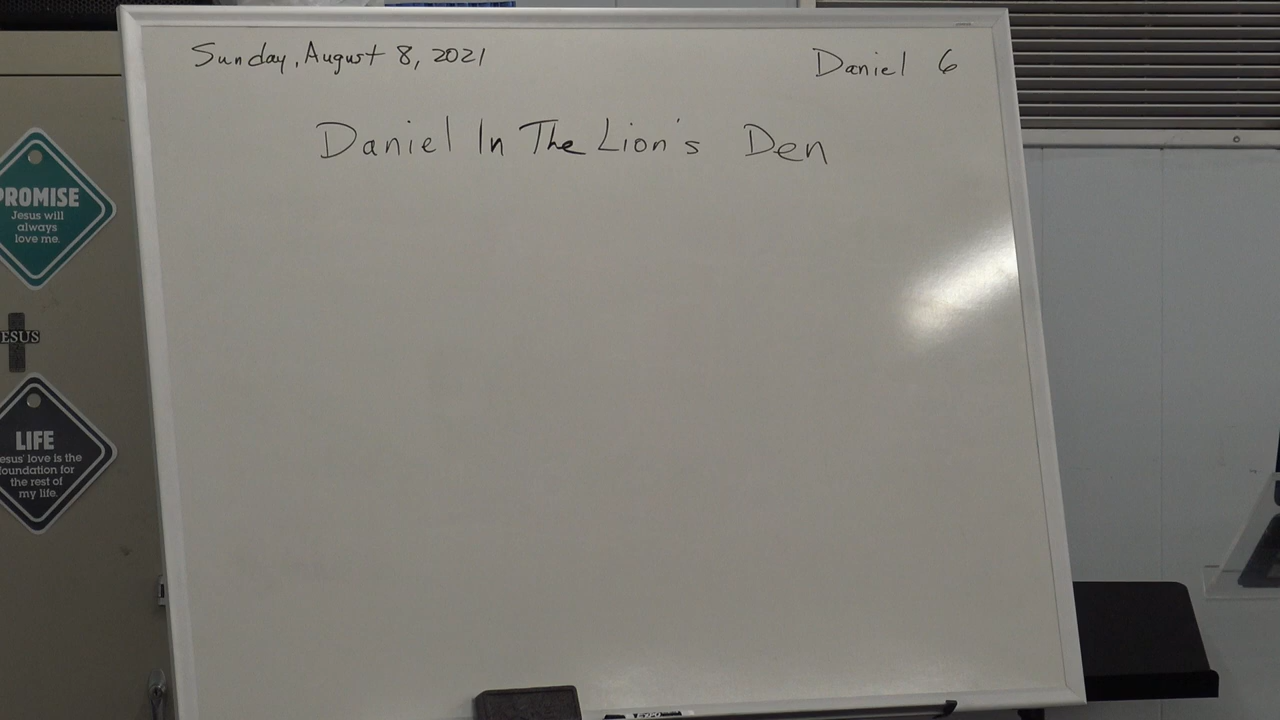 Sunday, August 8, 2021
Daniel 6
Daniel In The Lion's Den
PROMISE
Jesus will
always
love me.
ESUS
LIFE
esus' love is the
foundation for
the rest of
my life.
EXPO